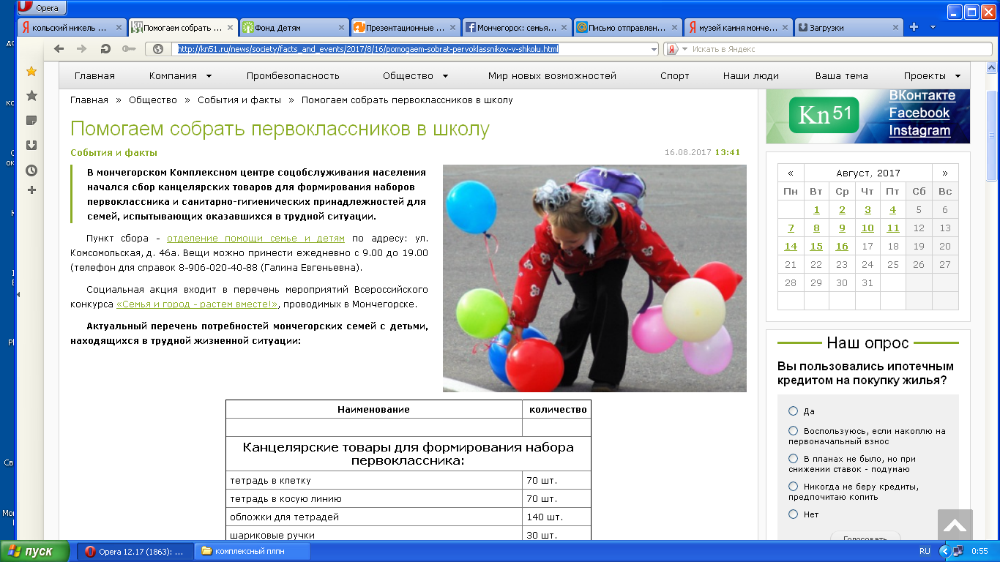 Opera
кольский никель ...
Помогаем собрать ...
Фонд Детям
Презентационные ...
Мончегорск: семья...
Письмо отправлен...
музей камня монче...
Загрузки
http://kn51.ru/news/society/facts_and_events/2017/8/16/pomogaem-sobrat-pervoklassnikov-v-shkolu.html
Искать в Яндекс
Главная Компания Промбезопасность Общество Мир новых возможностей Спорт Наши люди Ваша тема Проекты
Главная » Общество » События и факты » Помогаем собрать первоклассников в школу
Помогаем собрать первоклассников в школу
События и факты
16.08.2017 13:41
В мончегорском Комплексном центре соцобслуживания населения
начался сбор канцелярских товаров для формирования наборов
первоклассника и санитарно-гигиенических принадлежностей для
семей, испытывающих оказавшихся в трудной ситуации.
Пункт сбора - отделение помощи семье и детям по адресу: ул.
Комсомольская, д. 46а. Вещи можно принести ежедневно с 9.00 до 19.00
(телефон для справок 8-906-020-40-88 (Галина Евгеньевна).
Социальная акция входит в перечень мероприятий Всероссийского
конкурса «Семья и город - растем вместе!», проводимых в Мончегорске.
Актуальный перечень потребностей мончегорских семей с детьми,
находящихся в трудной жизненной ситуации:
Наименование количество
Канцелярские товары для формирования набора
первоклассника:
тетрадь в клетку 70 шт.
тетрадь в косую линию 70 шт.
обложки для тетрадей 140 шт.
шариковые ручки 30 шт.
Kn51
ВКонтакте
Facebook
Instagram
« Август, 2017 »
Пн Вт Ср Чт Пт Сб Вс
1 2 3 4 5 6
7 8 9 10 11 12 13
14 15 16 17 18 19 20
21 22 23 24 25 26 27
28 29 30 31
Наш опрос
Вы пользовались ипотечным
кредитом на покупку жилья?
Да
Воспользуюсь, если накоплю на
первоначальный взнос
В планах не было, но при
снижении ставок - подумаю
Никогда не беру кредиты,
предпочитаю копить
Нет
Голосовать
пуск
Opera 12.17 (1863): ...
комплексный плпн
RU
0:55